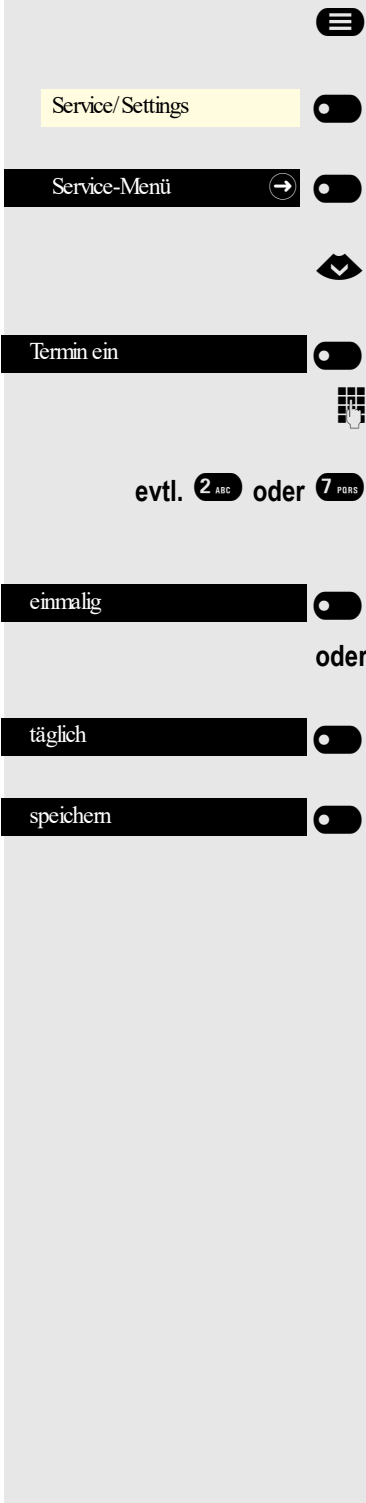 Service/Settings
Service-Menü
Termin ein
evtl. 2 ABC oder 7 PQRS
einmalig
oder
täglich
speichern